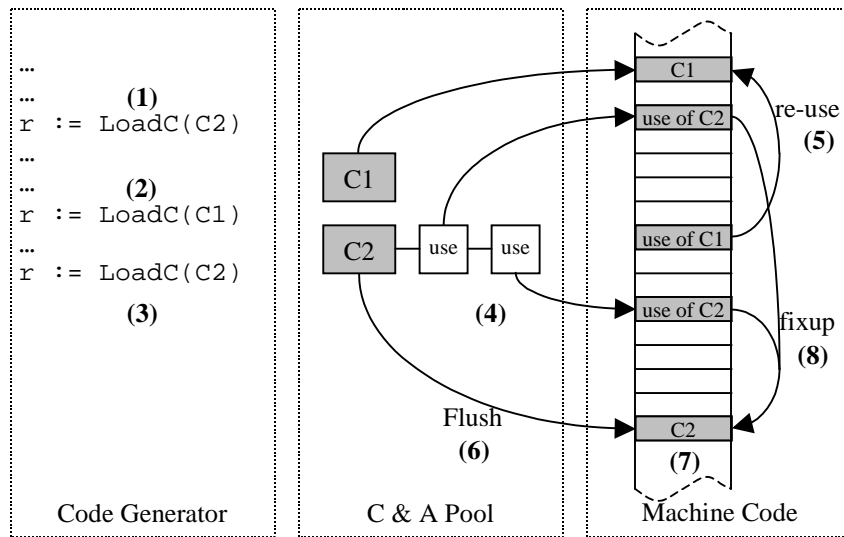 …
…
(1)
r := LoadC(C2)
…
…
(2)
r := LoadC(C1)
…
r := LoadC(C2)
(3)
Code Generator
C1
C2
use
use
(4)
Flush
(6)
C & A Pool
C1
use of C2
re-use
(5)
use of C1
use of C2
fixup
(8)
C2
(7)
Machine Code